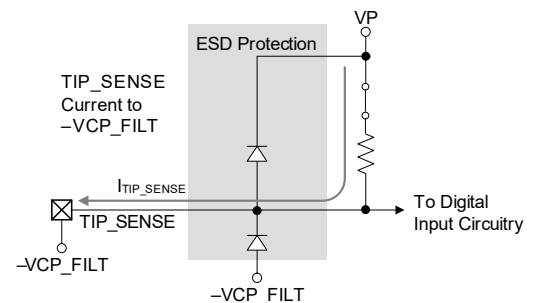 VP
ESD Protection
TIP_SENSE
Current to
–VCP_FILT
ITIP_SENSE
TIP_SENSE
To Digital
Input Circuitry
–VCP_FILT
–VCP_FILT